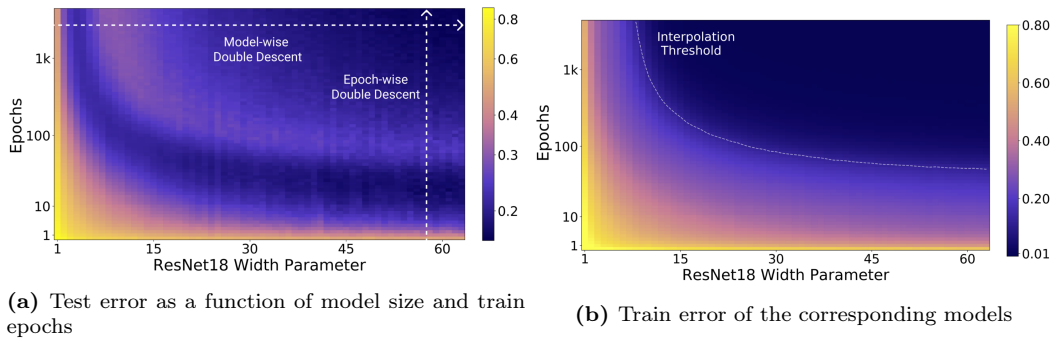 Model-wise
Double Descent
Epoch-wise
Double Descent
Epochs
1k
100
10
1
1 15 30 45 60
ResNet18 Width Parameter
0.8
0.6
0.4
0.3
0.2
(a) Test error as a function of model size and train
epochs
Interpolation
Threshold
Epochs
1k
100
10
1
1 15 30 45 60
ResNet18 Width Parameter
0.80
0.60
0.40
0.20
0.01
(b) Train error of the corresponding models